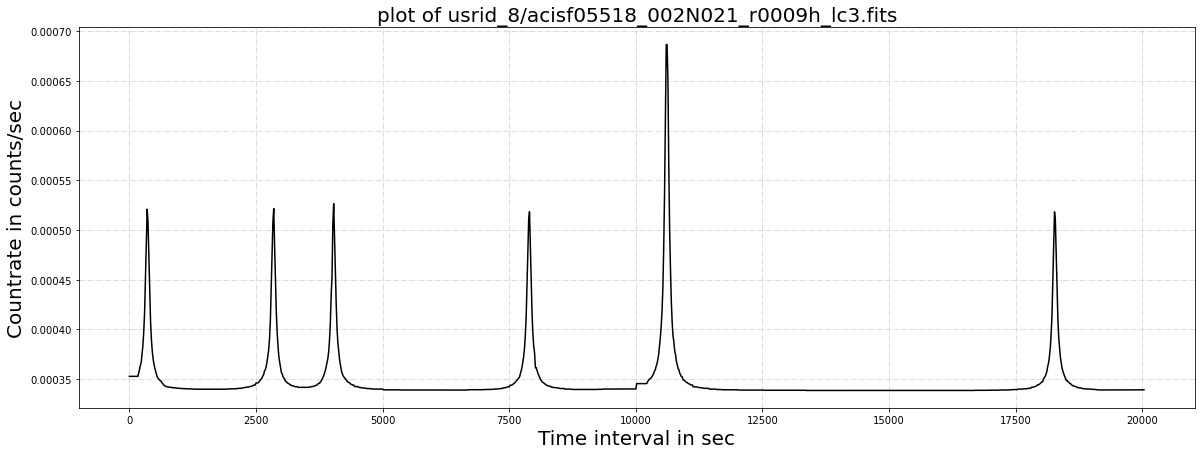 plot of usrid_8/acisf05518_002N021_r0009h_lc3.fits
Countrate in counts/sec
0.00070
0.00065
0.00060
0.00055
0.00050
0.00045
0.00040
0.00035
0 2500 5000 7500 10000 12500 15000 17500 20000
Time interval in sec